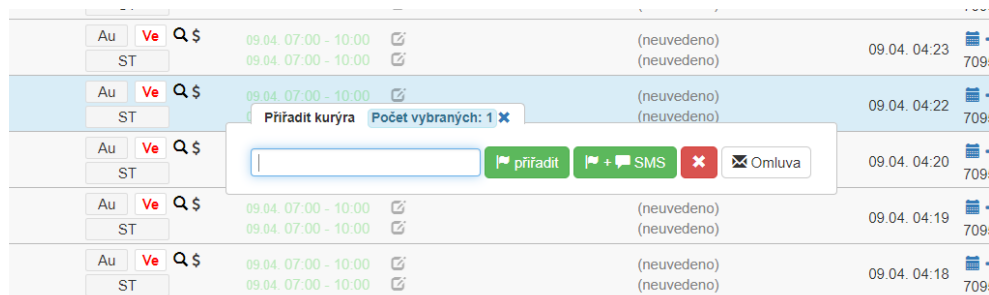 Au Ve $ 09.04. 07:00 - 10:00 (neuvedeno) 09.04. 04:23
ST 09.04. 07:00 - 10:00 (neuvedeno)
Au Ve $ 09.04. 07:00 - 10:00 (neuvedeno) 09.04. 04:22
ST (neuvedeno)
Přiřadit kurýra Počet vybraných: 1
přiřadit + SMS Omluva
Au Ve $ 09.04. 04:20
ST
Au Ve $ 09.04. 07:00 - 10:00 (neuvedeno) 09.04. 04:19
ST 09.04. 07:00 - 10:00 (neuvedeno)
Au Ve $ 09.04. 07:00 - 10:00 (neuvedeno) 09.04. 04:18
ST 09.04. 07:00 - 10:00 (neuvedeno)